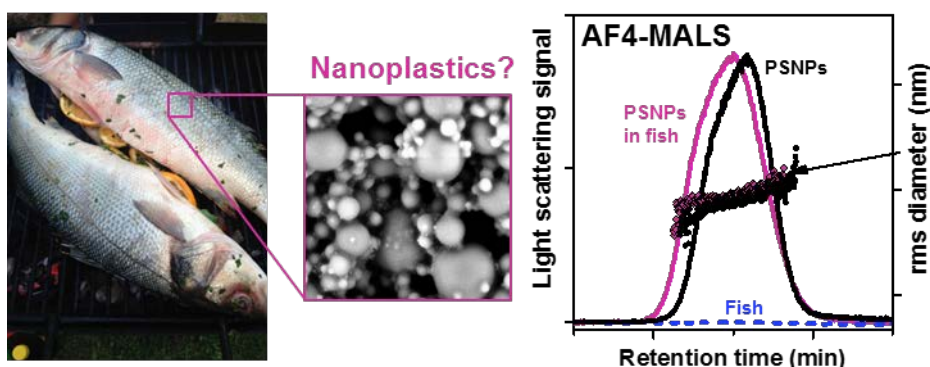 Nanoplastics?
AF4-MALS
PSNPs
PSNPs
in fish
Fish
Light scattering signal
rms diameter (nm)
Retention time (min)